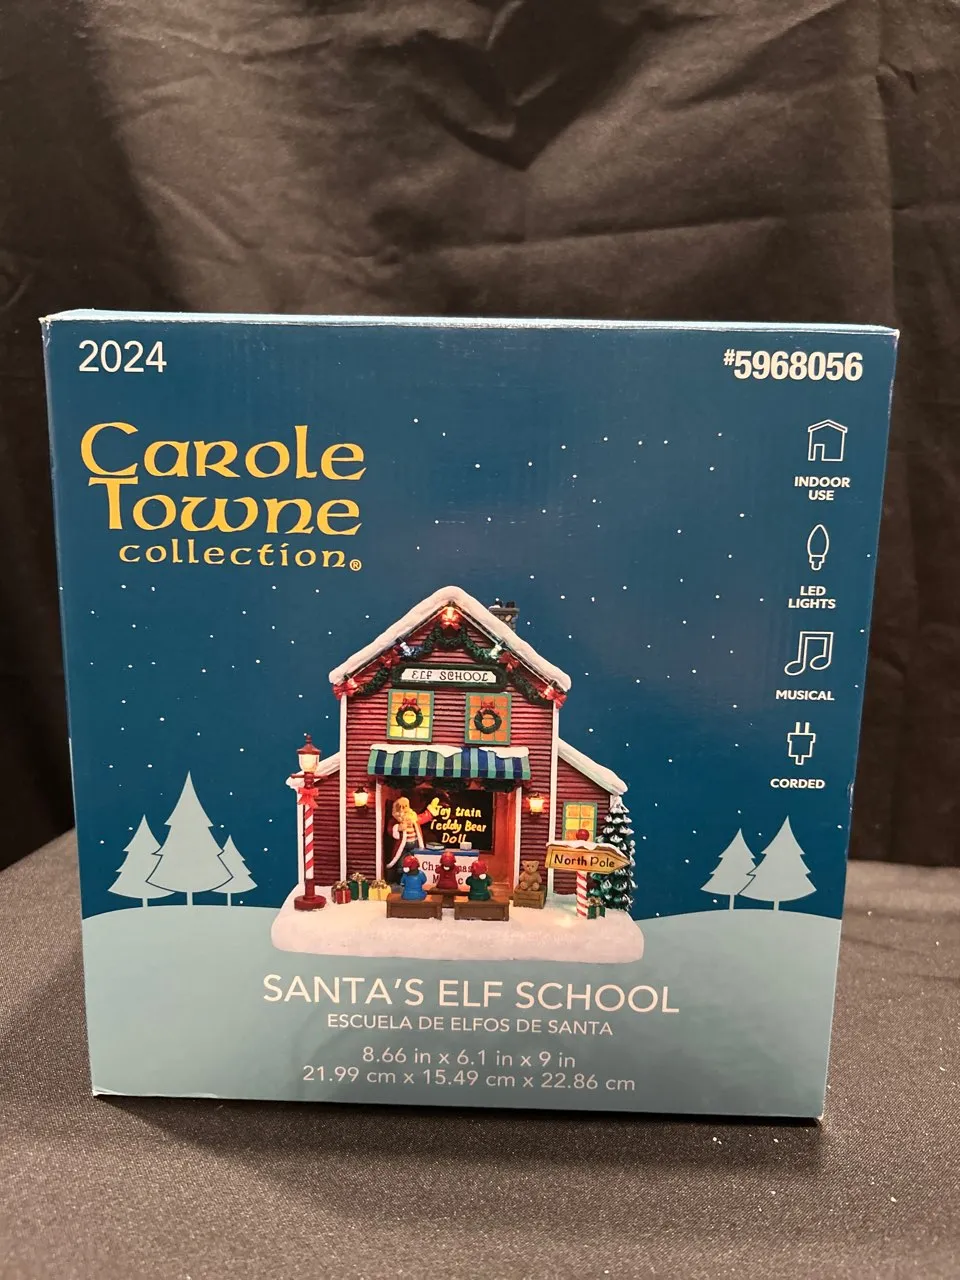 2024
#5968056
Carole
Towne
collection®
INDOOR
USE
LED
LIGHTS
MUSICAL
CORDED
ELF SCHOOL
Toy train
Teddy Bear
Doll
North Pole
SANTA'S ELF SCHOOL
ESCUELA DE ELFOS DE SANTA
8.66 in x 6.1 in x 9 in
21.99 cm x 15.49 cm x 22.86 cm